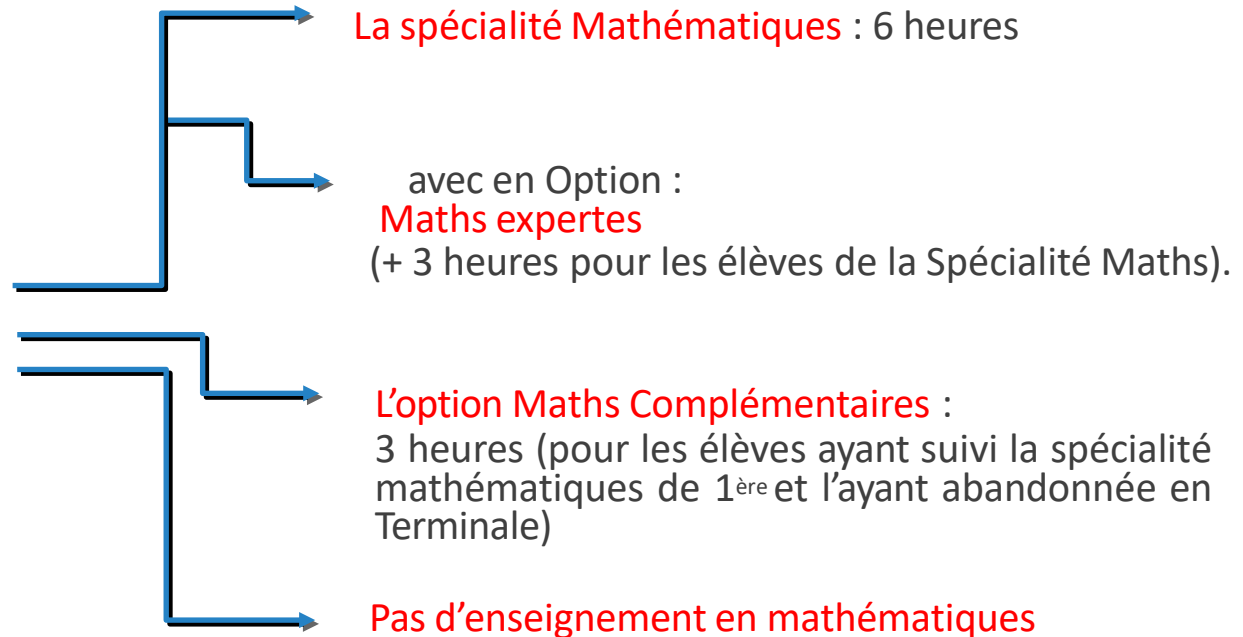 La spécialité Mathématiques : 6 heures
avec en Option :
Maths expertes
(+ 3 heures pour les élèves de la Spécialité Maths).
L’option Maths Complémentaires :
3 heures (pour les élèves ayant suivi la spécialité
mathématiques de 1ère et l’ayant abandonnée en
Terminale)
Pas d’enseignement en mathématiques